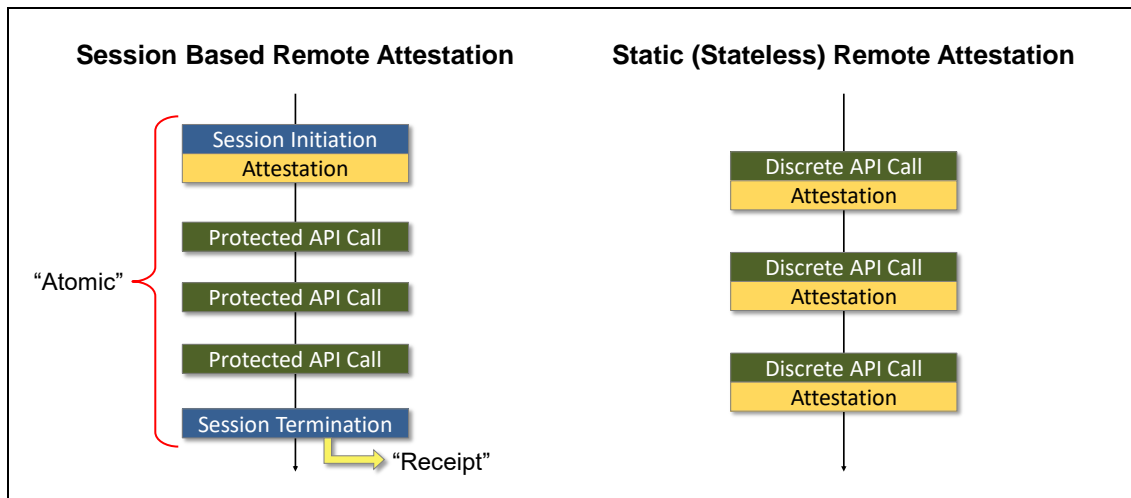 Session Based Remote Attestation
Session Initiation
Attestation
Protected API Call
“Atomic”
Protected API Call
Protected API Call
Session Termination
“Receipt”
Static (Stateless) Remote Attestation
Discrete API Call
Attestation
Discrete API Call
Attestation
Discrete API Call
Attestation